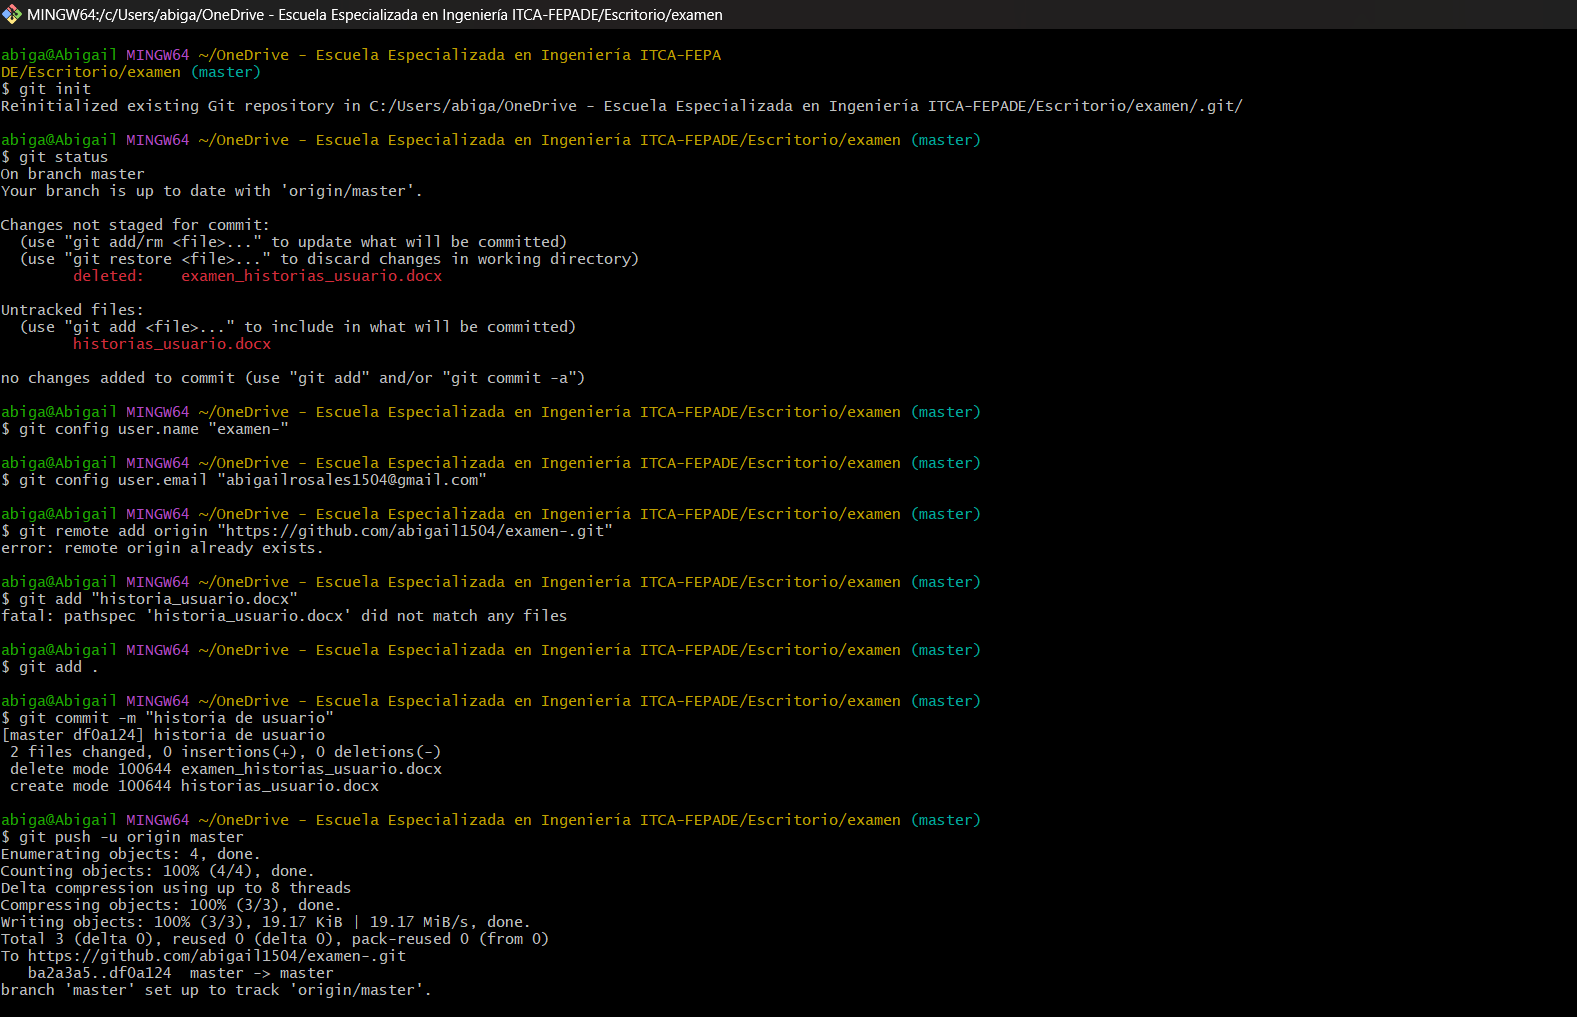 MINGW64:/c/Users/abiga/OneDrive - Escuela Especializada en Ingeniería ITCA-FEPADE/Escritorio/examen
abiga@Abigail MINGW64 ~/OneDrive - Escuela Especializada en Ingeniería ITCA-FEPA
DE/Escritorio/examen (master)
$ git init
Reinitialized existing Git repository in C:/Users/abiga/OneDrive - Escuela Especializada en Ingeniería ITCA-FEPADE/Escritorio/examen/.git/
abiga@Abigail MINGW64 ~/OneDrive - Escuela Especializada en Ingeniería ITCA-FEPADE/Escritorio/examen (master)
$ git status
On branch master
Your branch is up to date with 'origin/master'.
Changes not staged for commit:
  (use "git add/rm <file>..." to update what will be committed)
  (use "git restore <file>..." to discard changes in working directory)
        deleted:    examen_historias_usuario.docx
Untracked files:
  (use "git add <file>..." to include in what will be committed)
        historias_usuario.docx
no changes added to commit (use "git add" and/or "git commit -a")
abiga@Abigail MINGW64 ~/OneDrive - Escuela Especializada en Ingeniería ITCA-FEPADE/Escritorio/examen (master)
$ git config user.name "examen-"
abiga@Abigail MINGW64 ~/OneDrive - Escuela Especializada en Ingeniería ITCA-FEPADE/Escritorio/examen (master)
$ git config user.email "abigailrosales1504@gmail.com"
abiga@Abigail MINGW64 ~/OneDrive - Escuela Especializada en Ingeniería ITCA-FEPADE/Escritorio/examen (master)
$ git remote add origin "https://github.com/abigail1504/examen-.git"
error: remote origin already exists.
abiga@Abigail MINGW64 ~/OneDrive - Escuela Especializada en Ingeniería ITCA-FEPADE/Escritorio/examen (master)
$ git add "historia_usuario.docx"
fatal: pathspec 'historia_usuario.docx' did not match any files
abiga@Abigail MINGW64 ~/OneDrive - Escuela Especializada en Ingeniería ITCA-FEPADE/Escritorio/examen (master)
$ git add .
abiga@Abigail MINGW64 ~/OneDrive - Escuela Especializada en Ingeniería ITCA-FEPADE/Escritorio/examen (master)
$ git commit -m "historia de usuario"
[master df0a124] historia de usuario
 2 files changed, 0 insertions(+), 0 deletions(-)
 delete mode 100644 examen_historias_usuario.docx
 create mode 100644 historias_usuario.docx
abiga@Abigail MINGW64 ~/OneDrive - Escuela Especializada en Ingeniería ITCA-FEPADE/Escritorio/examen (master)
$ git push -u origin master
Enumerating objects: 4, done.
Counting objects: 100% (4/4), done.
Delta compression using up to 8 threads
Compressing objects: 100% (3/3), done.
Writing objects: 100% (3/3), 19.17 KiB | 19.17 MiB/s, done.
Total 3 (delta 0), reused 0 (delta 0), pack-reused 0 (from 0)
To https://github.com/abigail1504/examen-.git
   ba2a3a5..df0a124  master -> master
branch 'master' set up to track 'origin/master'.